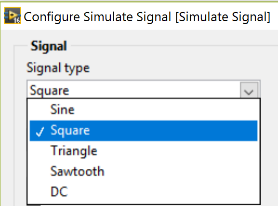 Configure Simulate Signal [Simulate Signal]
Signal
Signal type
Square
Sine
✓ Square
Triangle
Sawtooth
DC